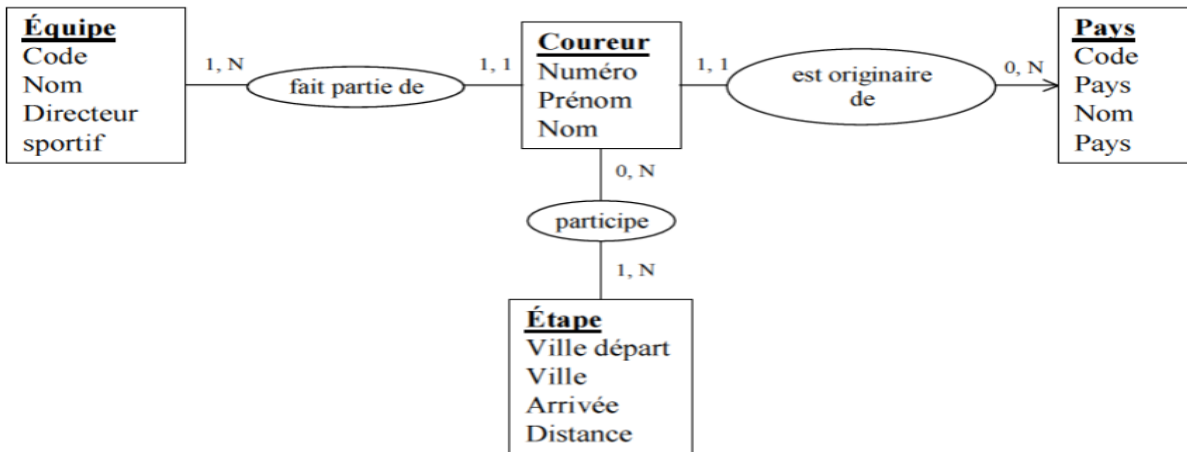 Équipe
Code
Nom
Directeur
sportif
1, N
fait partie de
1, 1
Coureur
Numéro
Prénom
Nom
1, 1
est originaire
de
0, N
Pays
Code
Pays
Nom
Pays
0, N
participe
1, N
Étape
Ville départ
Ville
Arrivée
Distance